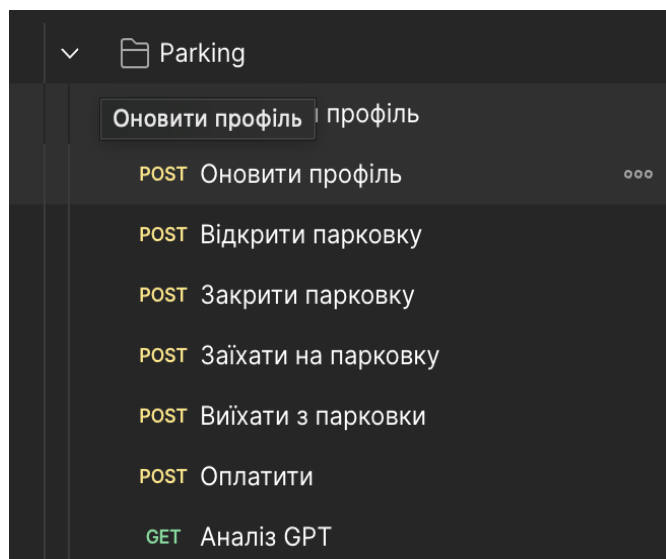 Parking
Оновити профіль профіль
POST Оновити профіль
POST Відкрити парковку
POST Закрити парковку
POST Заїхати на парковку
POST Виїхати з парковки
POST Оплатити
GET Аналіз GPT